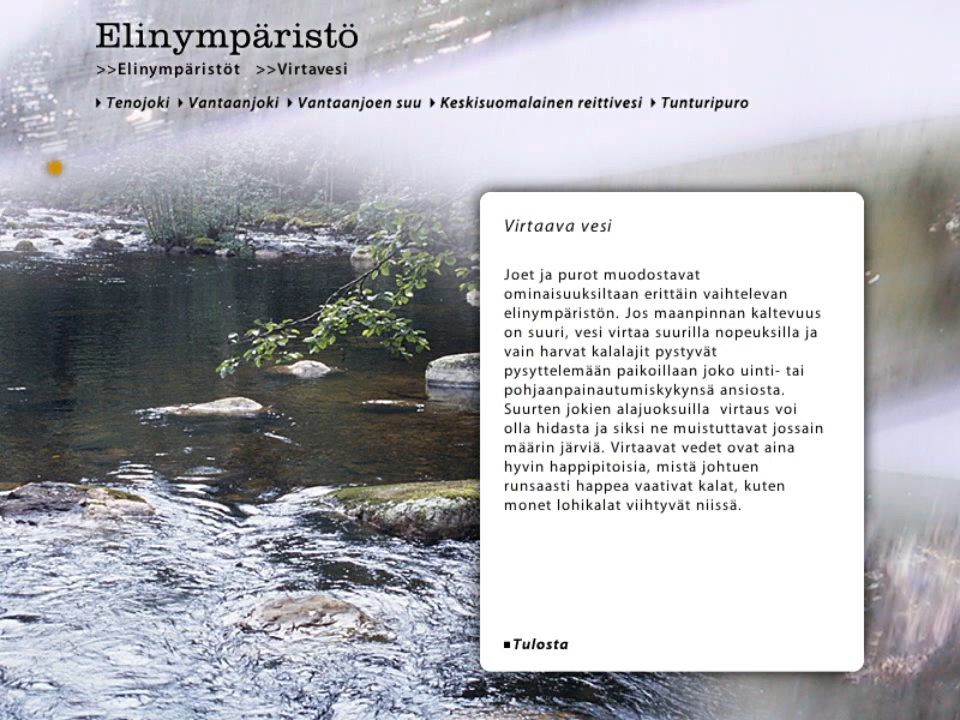 Elinympäristö
>>Elinympäristöt >>Virtavesi
Tenojoki Vantaanjoki Vantaanjoen suu Keskisuomalainen reittivesi Tunturipuro
Virtaava vesi
Joet ja purot muodostavat
ominaisuuksiltaan erittäin vaihtelevan
elinympäristön. Jos maanpinnan kaltevuus
on suuri, vesi virtaa suurilla nopeuksilla ja
vain harvat kalalajit pystyvät
pysyttelemään paikoillaan joko uinti- tai
pohjaanpainautumiskykynsä ansiosta.
Suurten jokien alajuoksuilla virtaus voi
olla hidasta ja siksi ne muistuttavat jossain
määrin järviä. Virtaavat vedet ovat aina
hyvin happipitoisia, mistä johtuen
runsaasti happea vaativat kalat, kuten
monet lohikalat viihtyvät niissä.
Tulosta